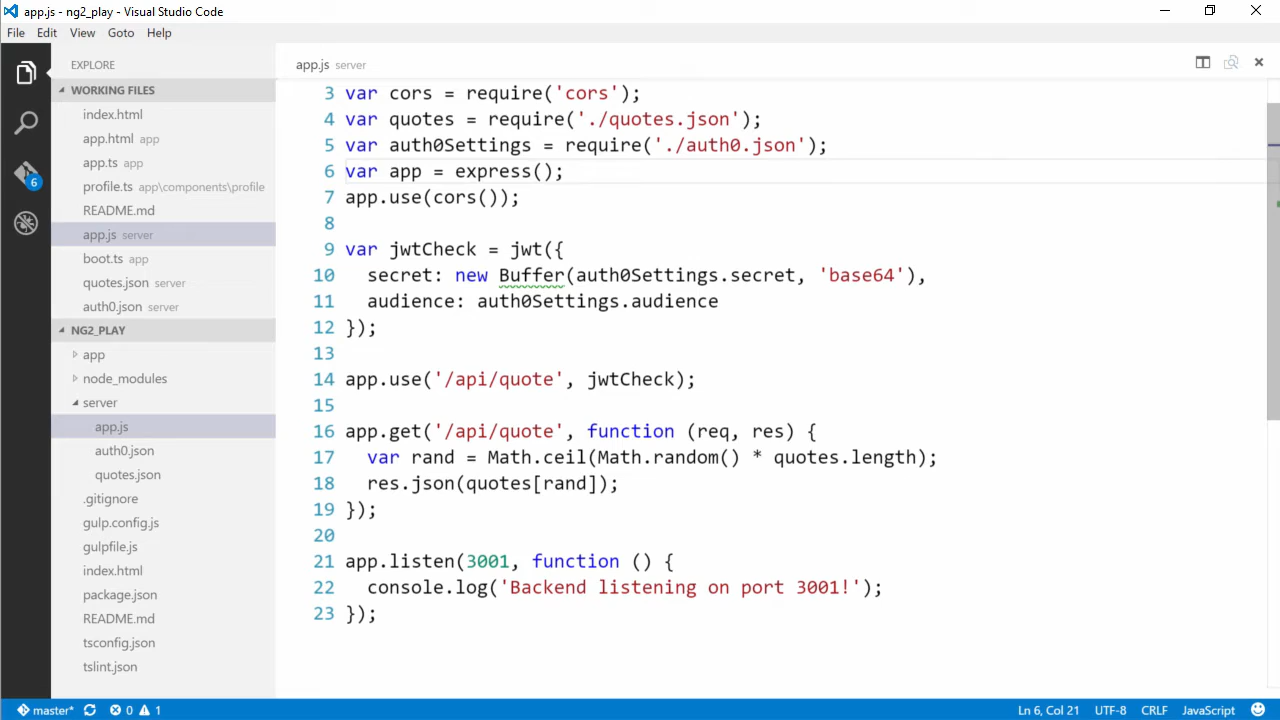 app.js - ng2_play - Visual Studio Code
File Edit View Goto Help
EXPLORE
WORKING FILES
index.html
app.html app
app.ts app
profile.ts app\components\profile
README.md
app.js server
boot.ts app
quotes.json server
auth0.json server
NG2_PLAY
app
node_modules
server
app.js
auth0.json
quotes.json
.gitignore
gulp.config.js
gulpfile.js
index.html
package.json
README.md
tsconfig.json
tslint.json
6
app.js server
3 var cors = require('cors');
4 var quotes = require('./quotes.json');
5 var auth0Settings = require('./auth0.json');
6 var app = express();
7 app.use(cors());
8
9 var jwtCheck = jwt({
10 secret: new Buffer(auth0Settings.secret, 'base64'),
11 audience: auth0Settings.audience
12 });
13
14 app.use('/api/quote', jwtCheck);
15
16 app.get('/api/quote', function (req, res) {
17 var rand = Math.ceil(Math.random() * quotes.length);
18 res.json(quotes[rand]);
19 });
20
21 app.listen(3001, function () {
22 console.log('Backend listening on port 3001!');
23 });
master* 0 1 Ln 6, Col 21 UTF-8 CRLF JavaScript